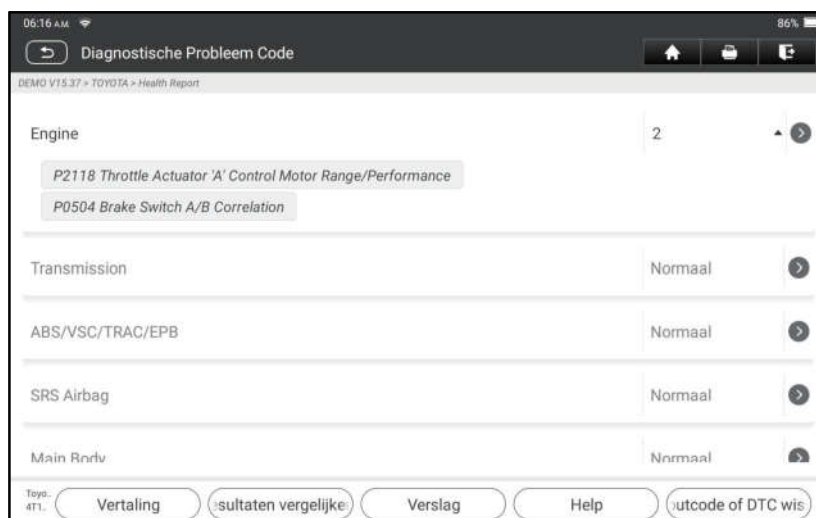 06:16 AM 86%
Diagnostische Probleem Code
DEMO V15.37 > TOYOTA > Health Report
Engine 2
P2118 Throttle Actuator 'A' Control Motor Range/Performance
P0504 Brake Switch A/B Correlation
Transmission Normaal
ABS/VSC/TRAC/EPB Normaal
SRS Airbag Normaal
Main Body Normaal
Toyo..
4T1..
Vertaling sultaten vergelijke Verslag Help utcode of DTC wis